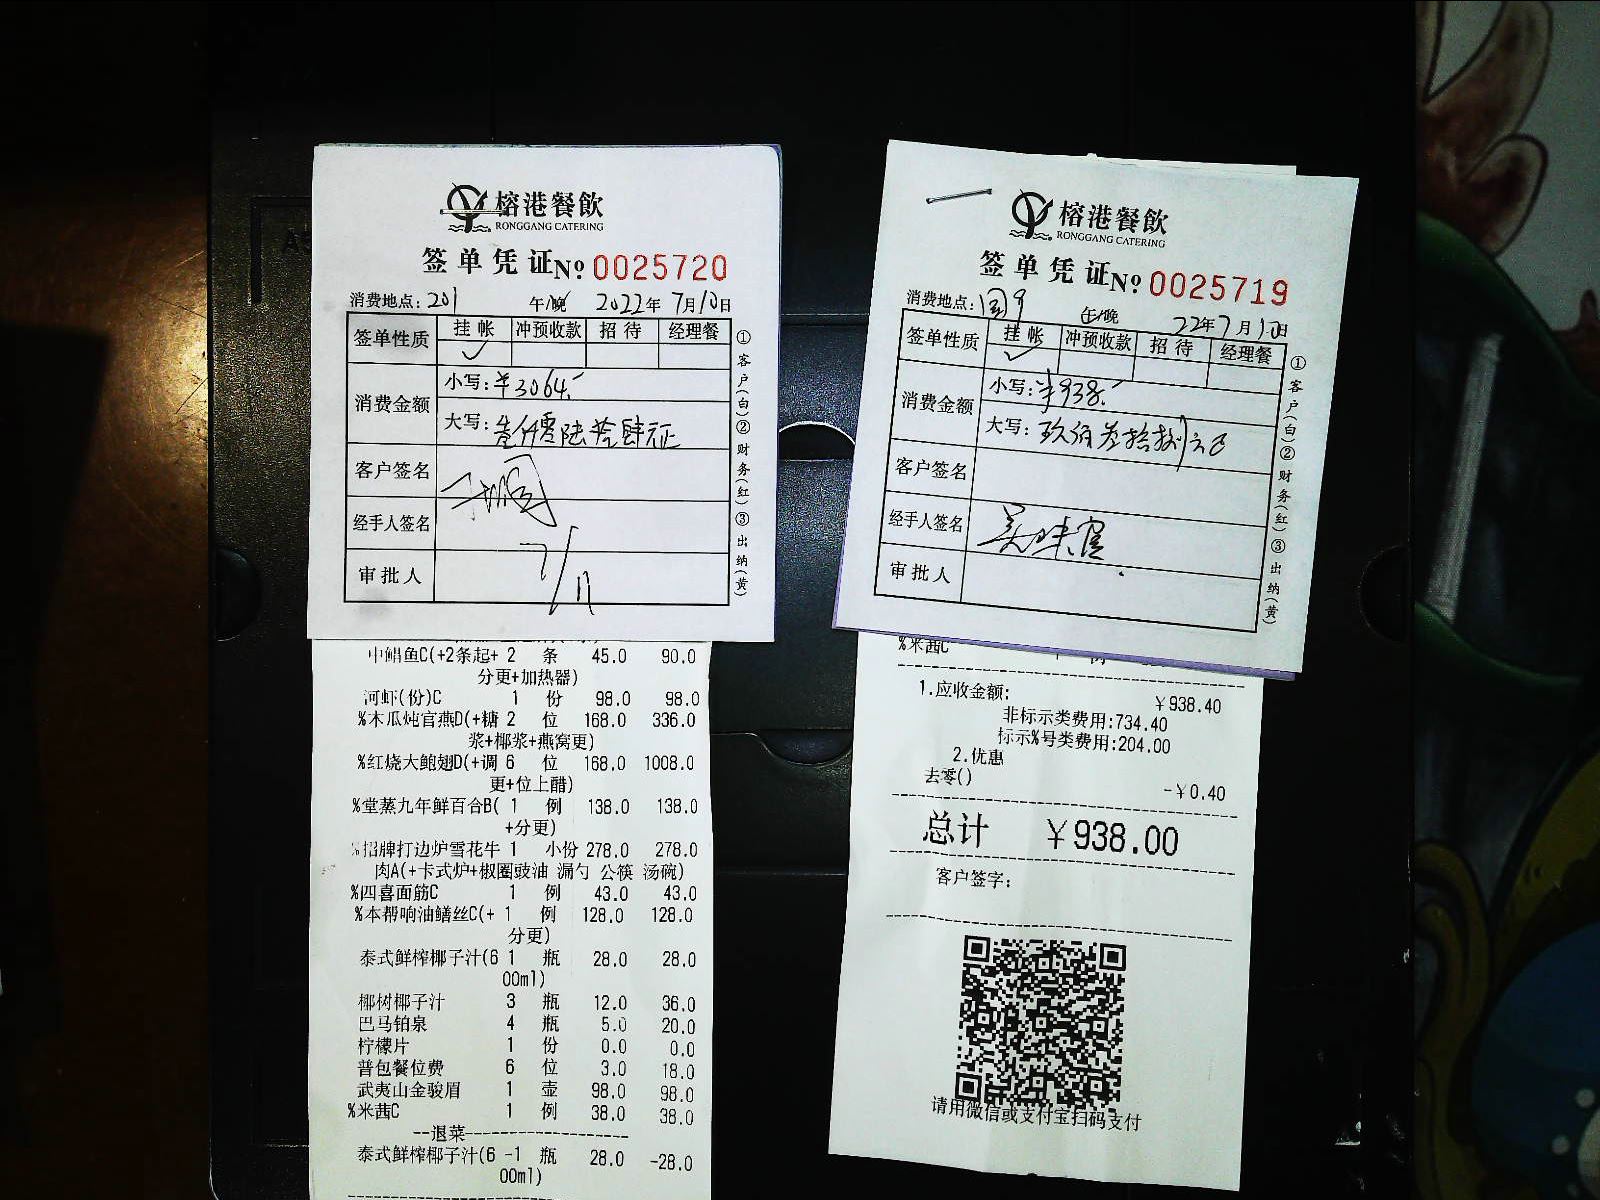 榕港餐飲
RONGGANG CATERING
签单凭证 № 0025720
消费地点：201 午/晚 2022年7月10日
签单性质 挂帐 冲预收款 招待 经理餐
消费金额 小写：¥3064.
大写：
客户签名
经手人签名
审批人
7/11
①客户(白)②财务(红)③出纳(黄)
中鲳鱼C(+2条起+ 2 条 45.0 90.0
分更+加热器)
河虾(份)C 1 份 98.0 98.0
%木瓜炖官燕D(+糖 2 位 168.0 336.0
浆+椰浆+燕窝更)
%红烧大鲍翅D(+调 6 位 168.0 1008.0
更+位上醋)
%堂蒸九年鲜百合B( 1 例 138.0 138.0
+分更)
%招牌打边炉雪花牛 1 小份 278.0 278.0
肉A(+卡式炉+椒圈豉油 漏勺 公筷 汤碗)
%四喜面筋C 1 例 43.0 43.0
%本帮响油鳝丝C(+ 1 例 128.0 128.0
分更)
泰式鲜榨椰子汁(6 1 瓶 28.0 28.0
00ml)
椰树椰子汁 3 瓶 12.0 36.0
巴马铂泉 4 瓶 5.0 20.0
柠檬片 1 份 0.0 0.0
普包餐位费 6 位 3.0 18.0
武夷山金骏眉 1 壶 98.0 98.0
%米茜C 1 例 38.0 38.0
--退菜--
泰式鲜榨椰子汁(6 -1 瓶 28.0 -28.0
00ml)
榕港餐飲
RONGGANG CATERING
签单凭证 № 0025719
消费地点： 午/晚 22年7月10日
签单性质 挂帐 冲预收款 招待 经理餐
消费金额 小写：¥938.
大写：玖佰叁拾捌元
客户签名
经手人签名
审批人
①客户(白)②财务(红)③出纳(黄)
%米茜C
1.应收金额: ￥938.40
非标示类费用:734.40
标示%号类费用:204.00
2.优惠
去零() -￥0.40
总计 ￥938.00
客户签字：
请用微信或支付宝扫码支付